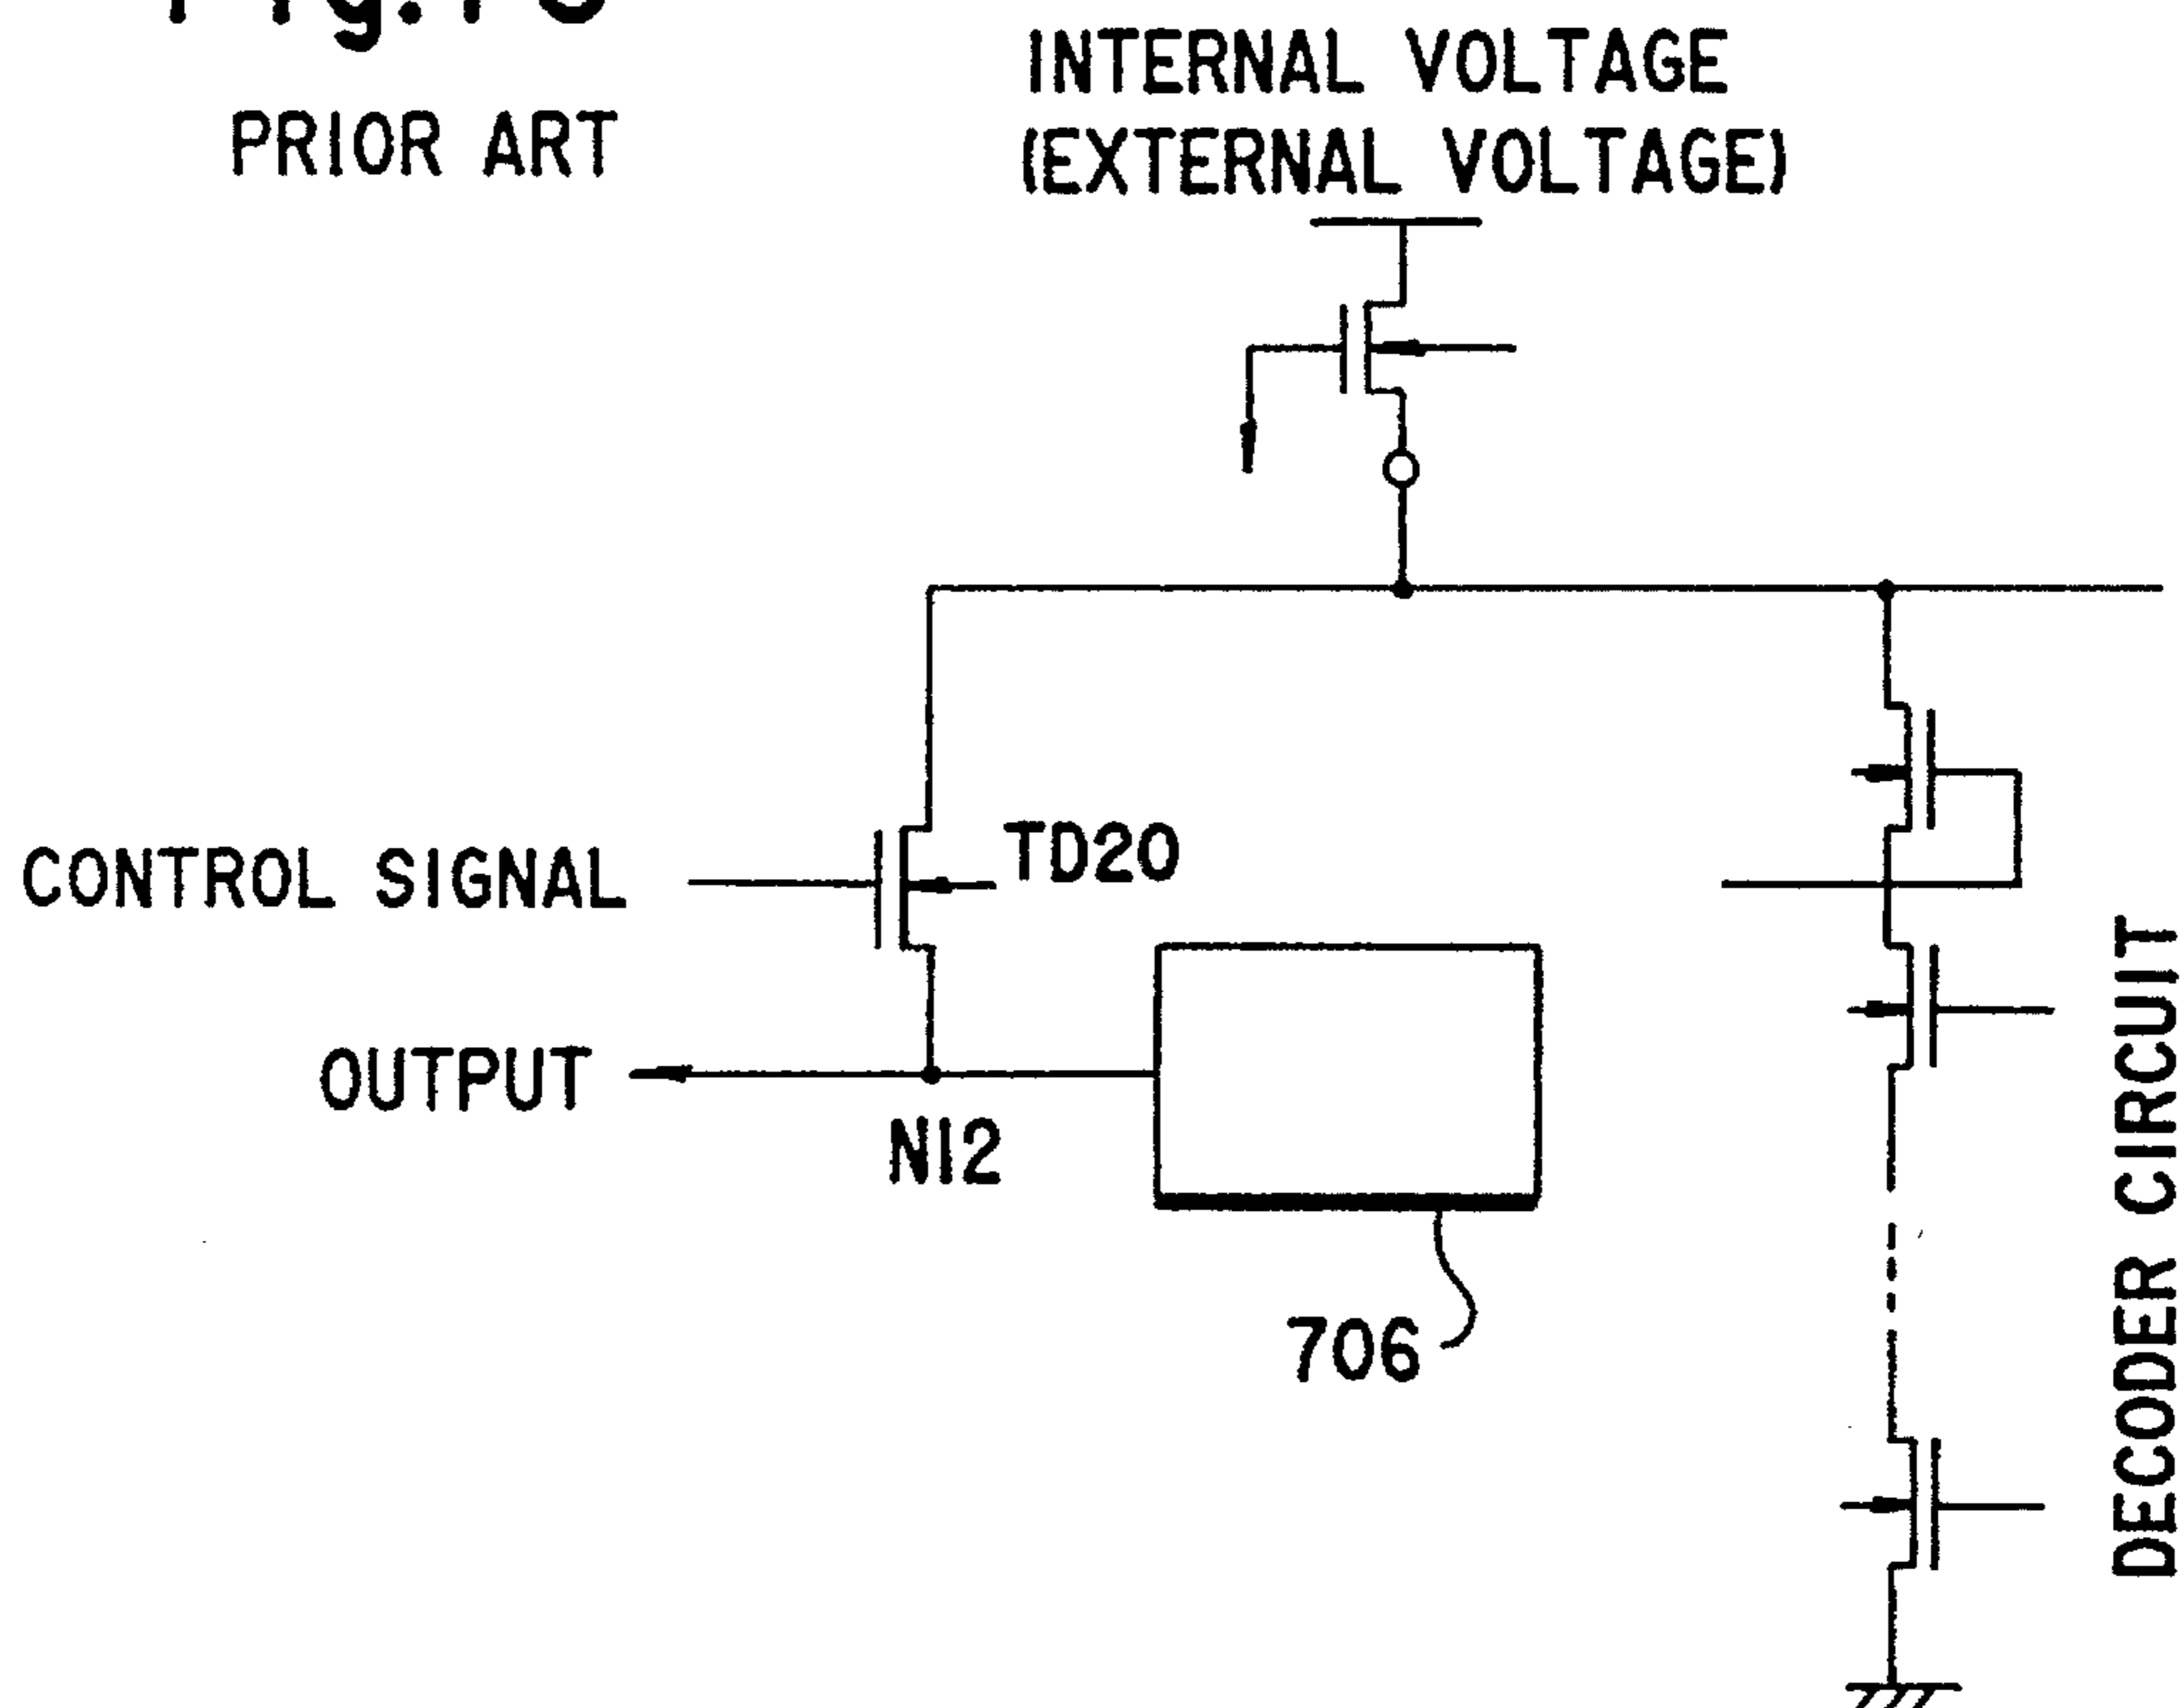 PRIOR ART
INTERNAL VOLTAGE
(EXTERNAL VOLTAGE)
CONTROL SIGNAL
TD20
OUTPUT
N12
706
DECODER CIRCUIT